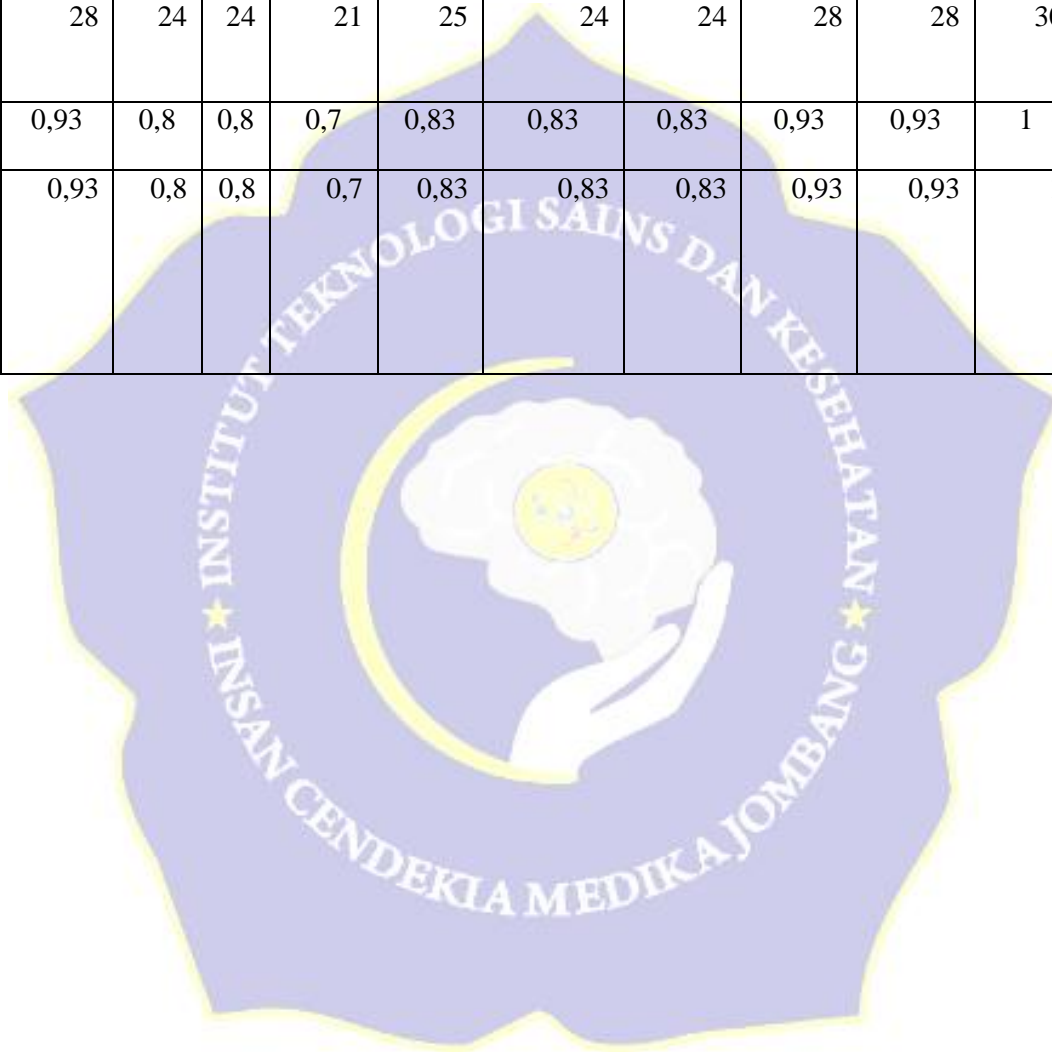 28 24 24 21 25 24 24 28 28
0,93 0,8 0,8 0,7 0,83 0,83 0,83 0,93 0,93 1
0,93 0,8 0,8 0,7 0,83 0,83 0,83 0,93 0,93
INSTITUT TEKNOLOGI SAINS DAN KESEHATAN
INSAN CENDEKIA MEDIKA JOMBANG